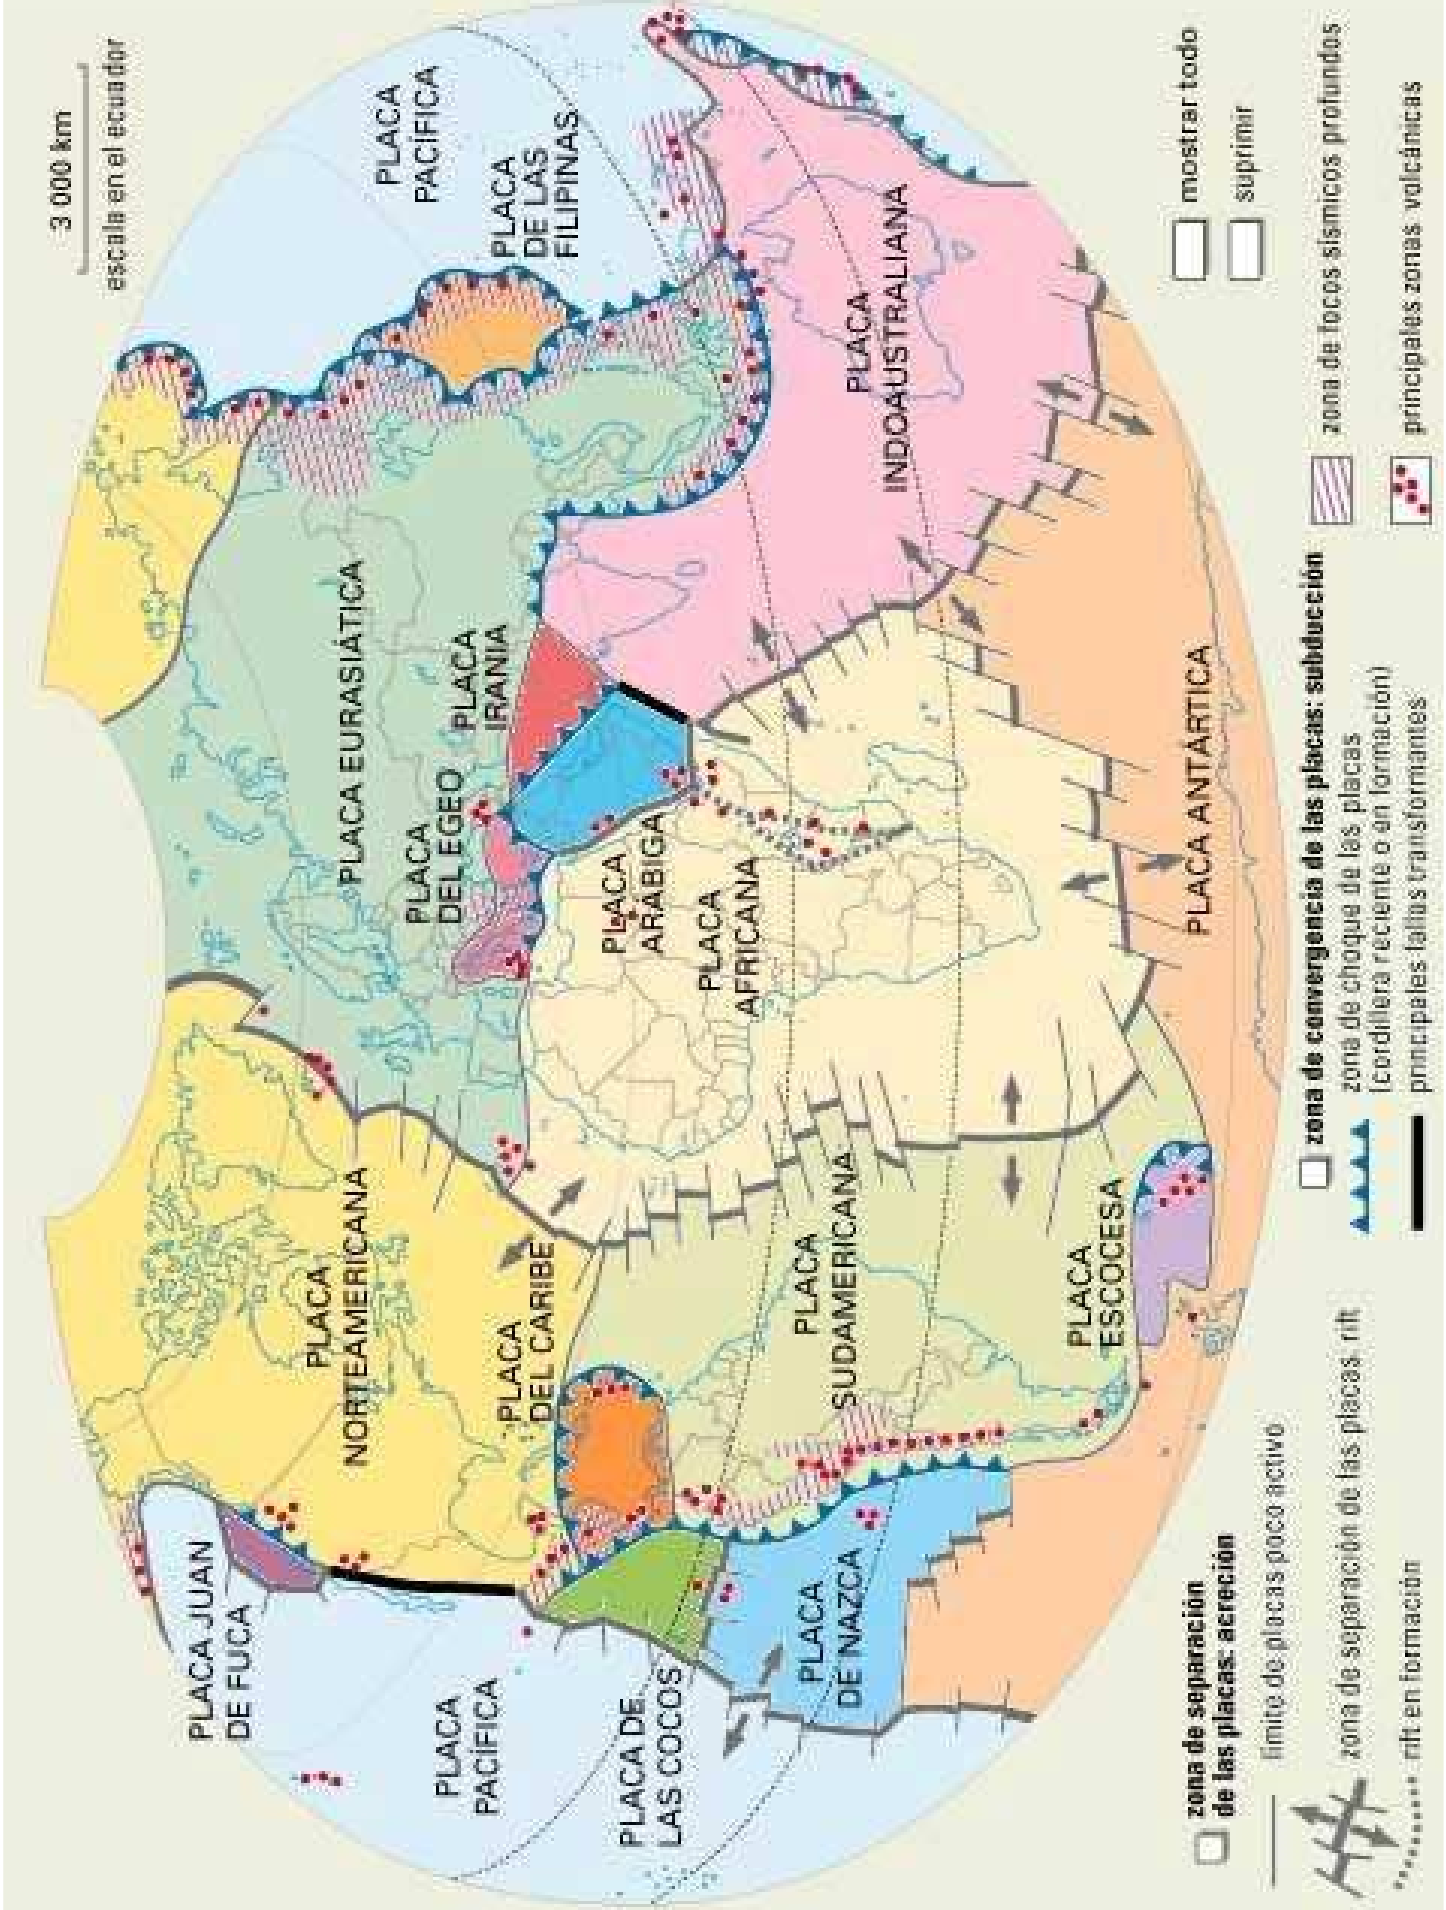 3 000 km
escala en el ecuador
PLACA JUAN
DE FUCA
PLACA
NORTEAMERICANA
PLACA EURASIÁTICA
PLACA
PACÍFICA
PLACA
PACÍFICA
PLACA
DEL CARIBE
PLACA
DEL EGEO
PLACA
IRANIA
PLACA
DE LAS
FILIPINAS
PLACA DE
LAS COCOS
PLACA
ARÁBIGA
PLACA
AFRICANA
PLACA
DE NAZCA
PLACA
SUDAMERICANA
PLACA
INDOAUSTRALIANA
PLACA
ESCOCESA
PLACA ANTÁRTICA
mostrar todo
suprimir
zona de separación
de las placas: acreción
límite de placas poco activo
zona de separación de las placas rift
rift en formación
zona de convergencia de las placas: subducción
zona de choque de las placas
(cordillera reciente o en formación)
principales fallas transformantes
zona de focos sísmicos profundos
principales zonas volcánicas